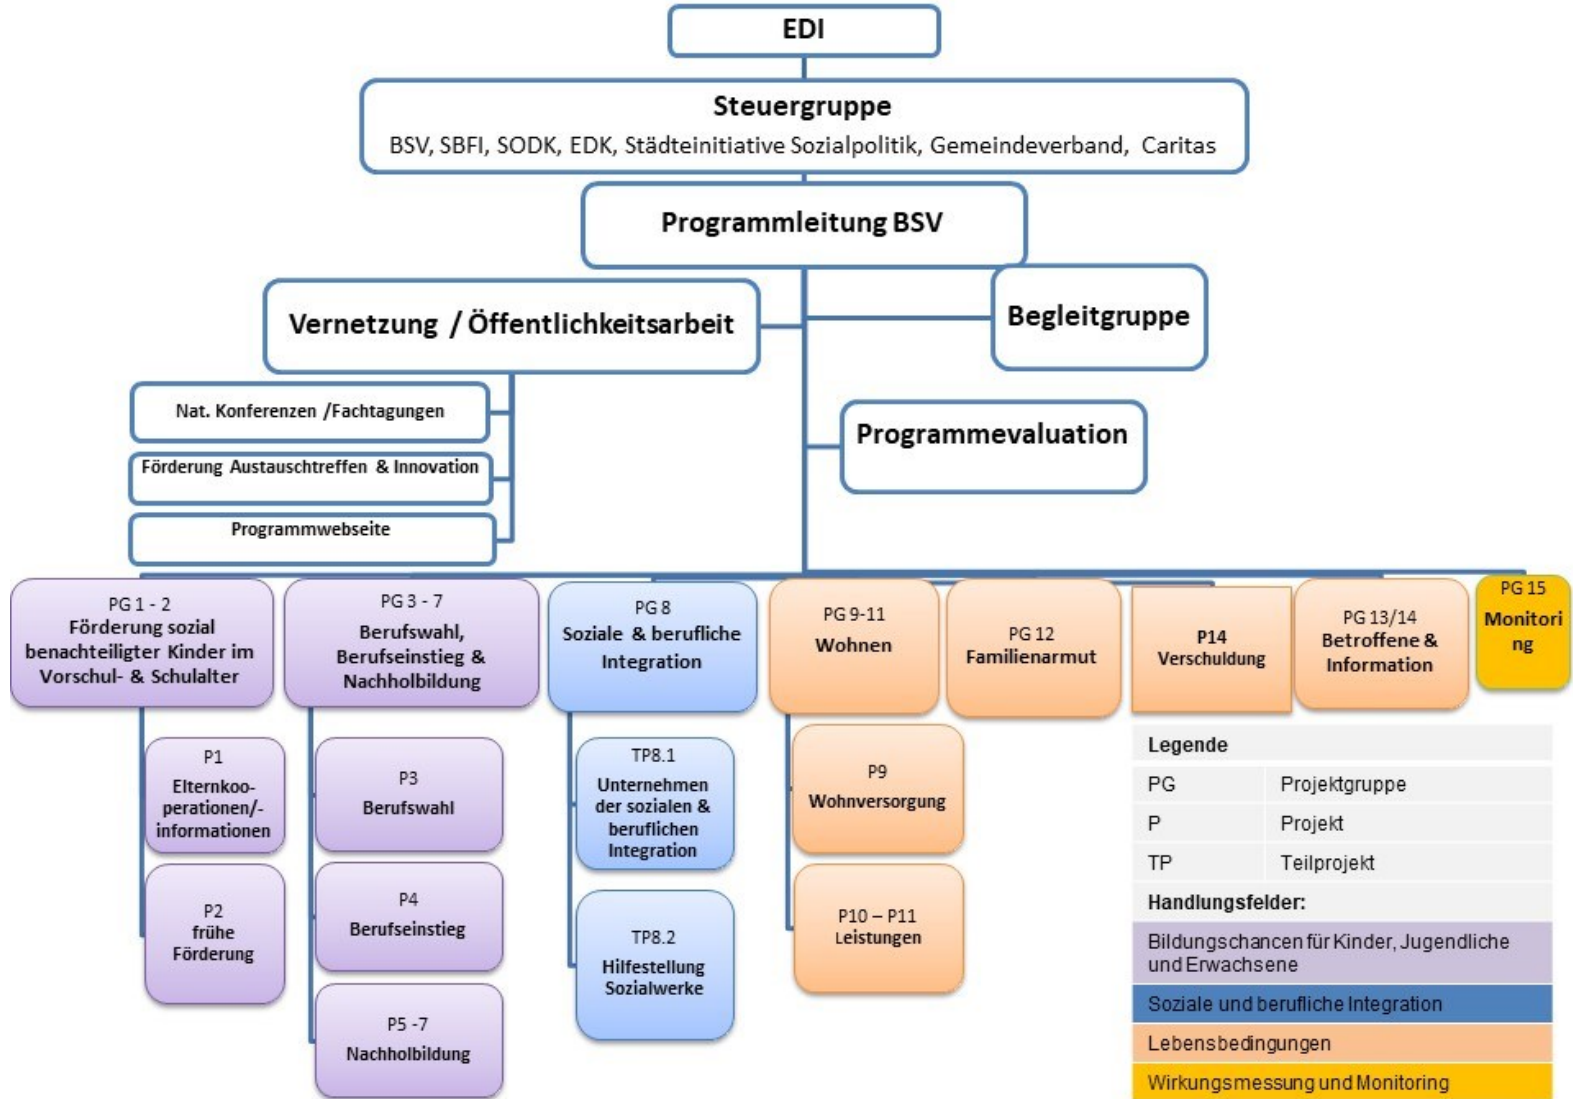 EDI
Steuergruppe
BSV, SBFI, SODK, EDK, Städteinitiative Sozialpolitik, Gemeindeverband, Caritas
Programmleitung BSV
Vernetzung / Öffentlichkeitsarbeit
Begleitgruppe
Nat. Konferenzen /Fachtagungen
Förderung Austauschtreffen & Innovation
Programmwebseite
Programmevaluation
PG 1 - 2
Förderung sozial
benachteiligter Kinder im
Vorschul- & Schulalter
PG 3 - 7
Berufswahl,
Berufseinstieg &
Nachholbildung
PG 8
Soziale & berufliche
Integration
PG 9-11
Wohnen
PG 12
Familienarmut
P14
Verschuldung
PG 13/14
Betroffene &
Information
PG 15
Monitori
ng
P1
Elternkoo-
perationen/-
informationen
P2
frühe
Förderung
P3
Berufswahl
P4
Berufseinstieg
P5 -7
Nachholbildung
TP8.1
Unternehmen
der sozialen &
beruflichen
Integration
TP8.2
Hilfestellung
Sozialwerke
P9
Wohnversorgung
P10 – P11
Leistungen
Legende
PG Projektgruppe
P Projekt
TP Teilprojekt
Handlungsfelder:
Bildungschancen für Kinder, Jugendliche
und Erwachsene
Soziale und berufliche Integration
Lebensbedingungen
Wirkungsmessung und Monitoring